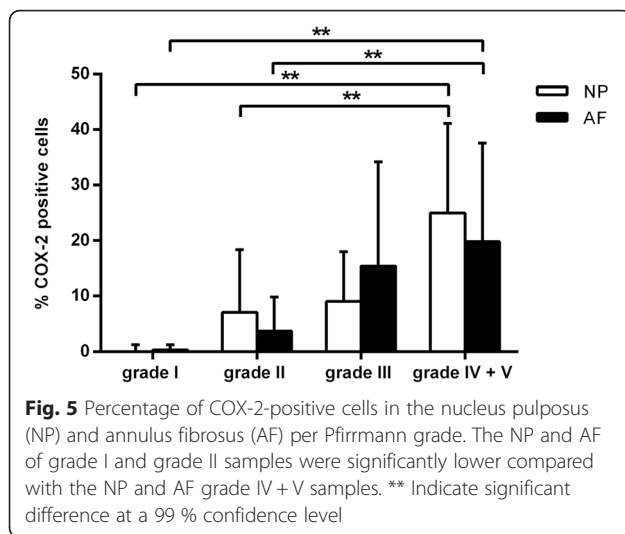 **
**
**
**
50
40
30
20
10
0
% COX-2 positive cells
NP
AF
grade I grade II grade III grade IV + V
Fig. 5 Percentage of COX-2-positive cells in the nucleus pulposus
(NP) and annulus fibrosus (AF) per Pfirrmann grade. The NP and AF
of grade I and grade II samples were significantly lower compared
with the NP and AF grade IV + V samples. ** Indicate significant
difference at a 99 % confidence level